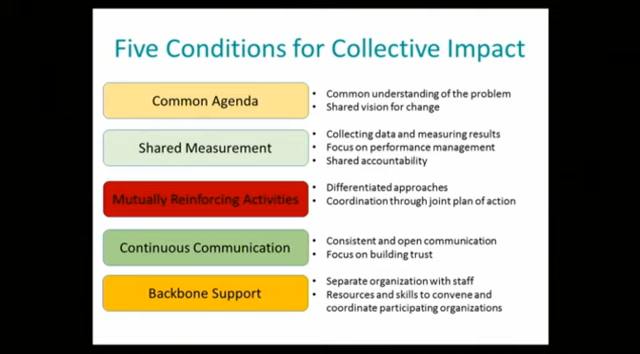 Five Conditions for Collective Impact
Common Agenda
• Common understanding of the problem
• Shared vision for change
Shared Measurement
• Collecting data and measuring results
• Focus on performance management
• Shared accountability
Mutually Reinforcing Activities
• Differentiated approaches
• Coordination through joint plan of action
Continuous Communication
• Consistent and open communication
• Focus on building trust
Backbone Support
• Separate organization with staff
• Resources and skills to convene and
coordinate participating organizations